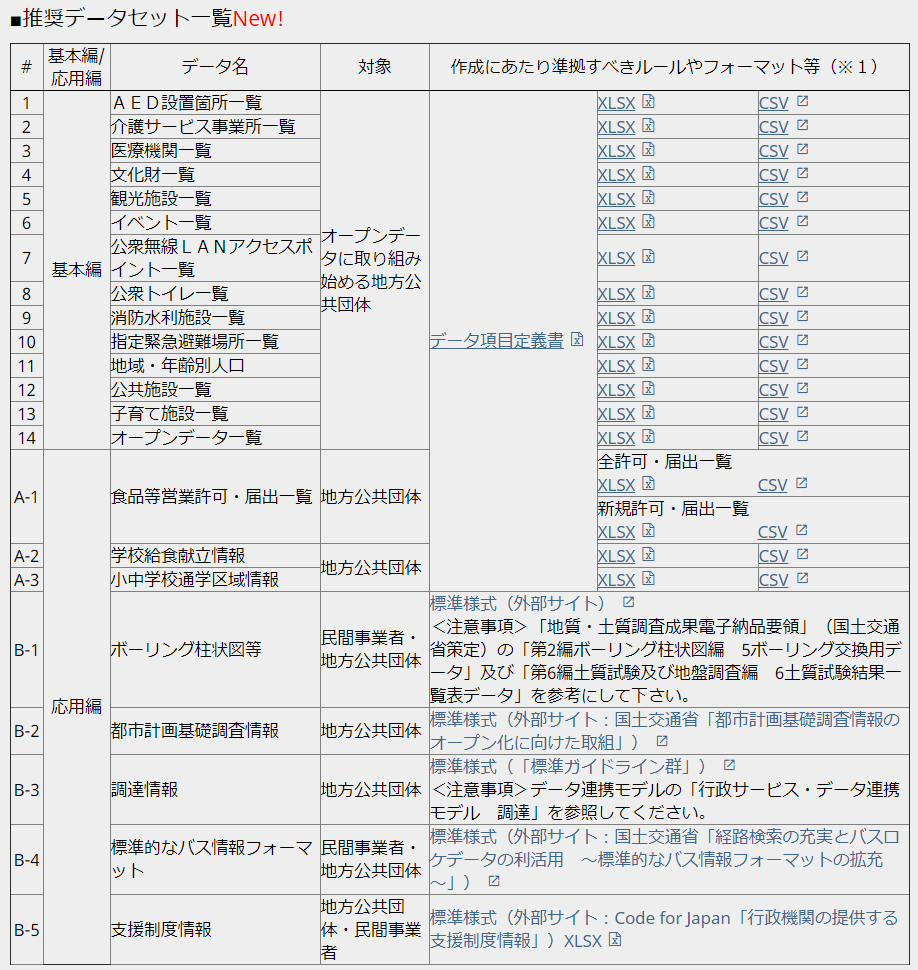 ■推奨データセット一覧New!
#
基本編/
応用編
データ名
対象
作成にあたり準拠すべきルールやフォーマット等（※１）
1
ＡＥＤ設置箇所一覧
XLSX
CSV
2
介護サービス事業所一覧
XLSX
CSV
3
医療機関一覧
XLSX
CSV
4
文化財一覧
XLSX
CSV
5
観光施設一覧
XLSX
CSV
6
イベント一覧
XLSX
CSV
7
基本編
公衆無線ＬＡＮアクセスポ
イント一覧
オープンデー
タに取り組み
始める地方公
共団体
XLSX
CSV
8
公衆トイレ一覧
XLSX
CSV
9
消防水利施設一覧
XLSX
CSV
10
指定緊急避難場所一覧
データ項目定義書
XLSX
CSV
11
地域・年齢別人口
XLSX
CSV
12
公共施設一覧
XLSX
CSV
13
子育て施設一覧
XLSX
CSV
14
オープンデータ一覧
XLSX
CSV
A-1
食品等営業許可・届出一覧
地方公共団体
全許可・届出一覧
XLSX
CSV
新規許可・届出一覧
XLSX
CSV
A-2
学校給食献立情報
地方公共団体
XLSX
CSV
A-3
小中学校通学区域情報
XLSX
CSV
B-1
応用編
ボーリング柱状図等
民間事業者・
地方公共団体
標準様式（外部サイト）
＜注意事項＞「地質・土質調査成果電子納品要領」（国土交通
省策定）の「第2編ボーリング柱状図編　5ボーリング交換用デ
ータ」及び「第6編土質試験及び地盤調査編　6土質試験結果一
覧表データ」を参考にして下さい。
B-2
都市計画基礎調査情報
地方公共団体
標準様式（外部サイト：国土交通省「都市計画基礎調査情報の
オープン化に向けた取組」）
B-3
調達情報
地方公共団体
標準様式（「標準ガイドライン群」）
＜注意事項＞データ連携モデルの「行政サービス・データ連携
モデル　調達」を参照してください。
B-4
標準的なバス情報フォーマ
ット
民間事業者・
地方公共団体
標準様式（外部サイト：国土交通省「経路検索の充実とバスロ
ケデータの利活用　～標準的なバス情報フォーマットの拡充
～」）
B-5
支援制度情報
地方公共団
体・民間事業
者
標準様式（外部サイト：Code for Japan「行政機関の提供する
支援制度情報」）XLSX